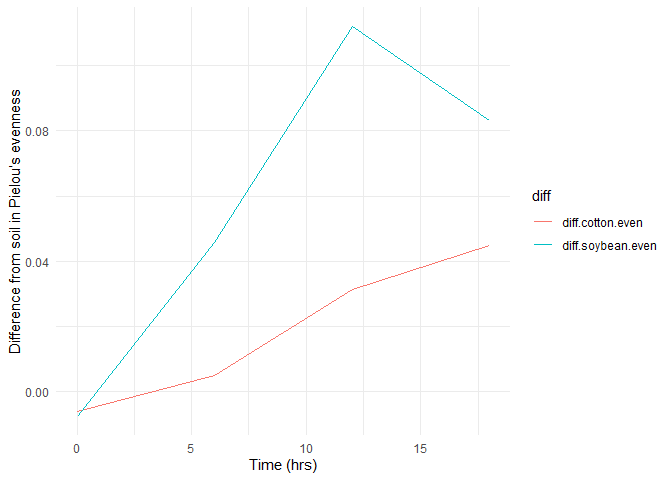 Difference from soil in Pielou's evenness
0.08
0.04
0.00
0
5
10
15
Time (hrs)
diff
diff.cotton.even
diff.soybean.even